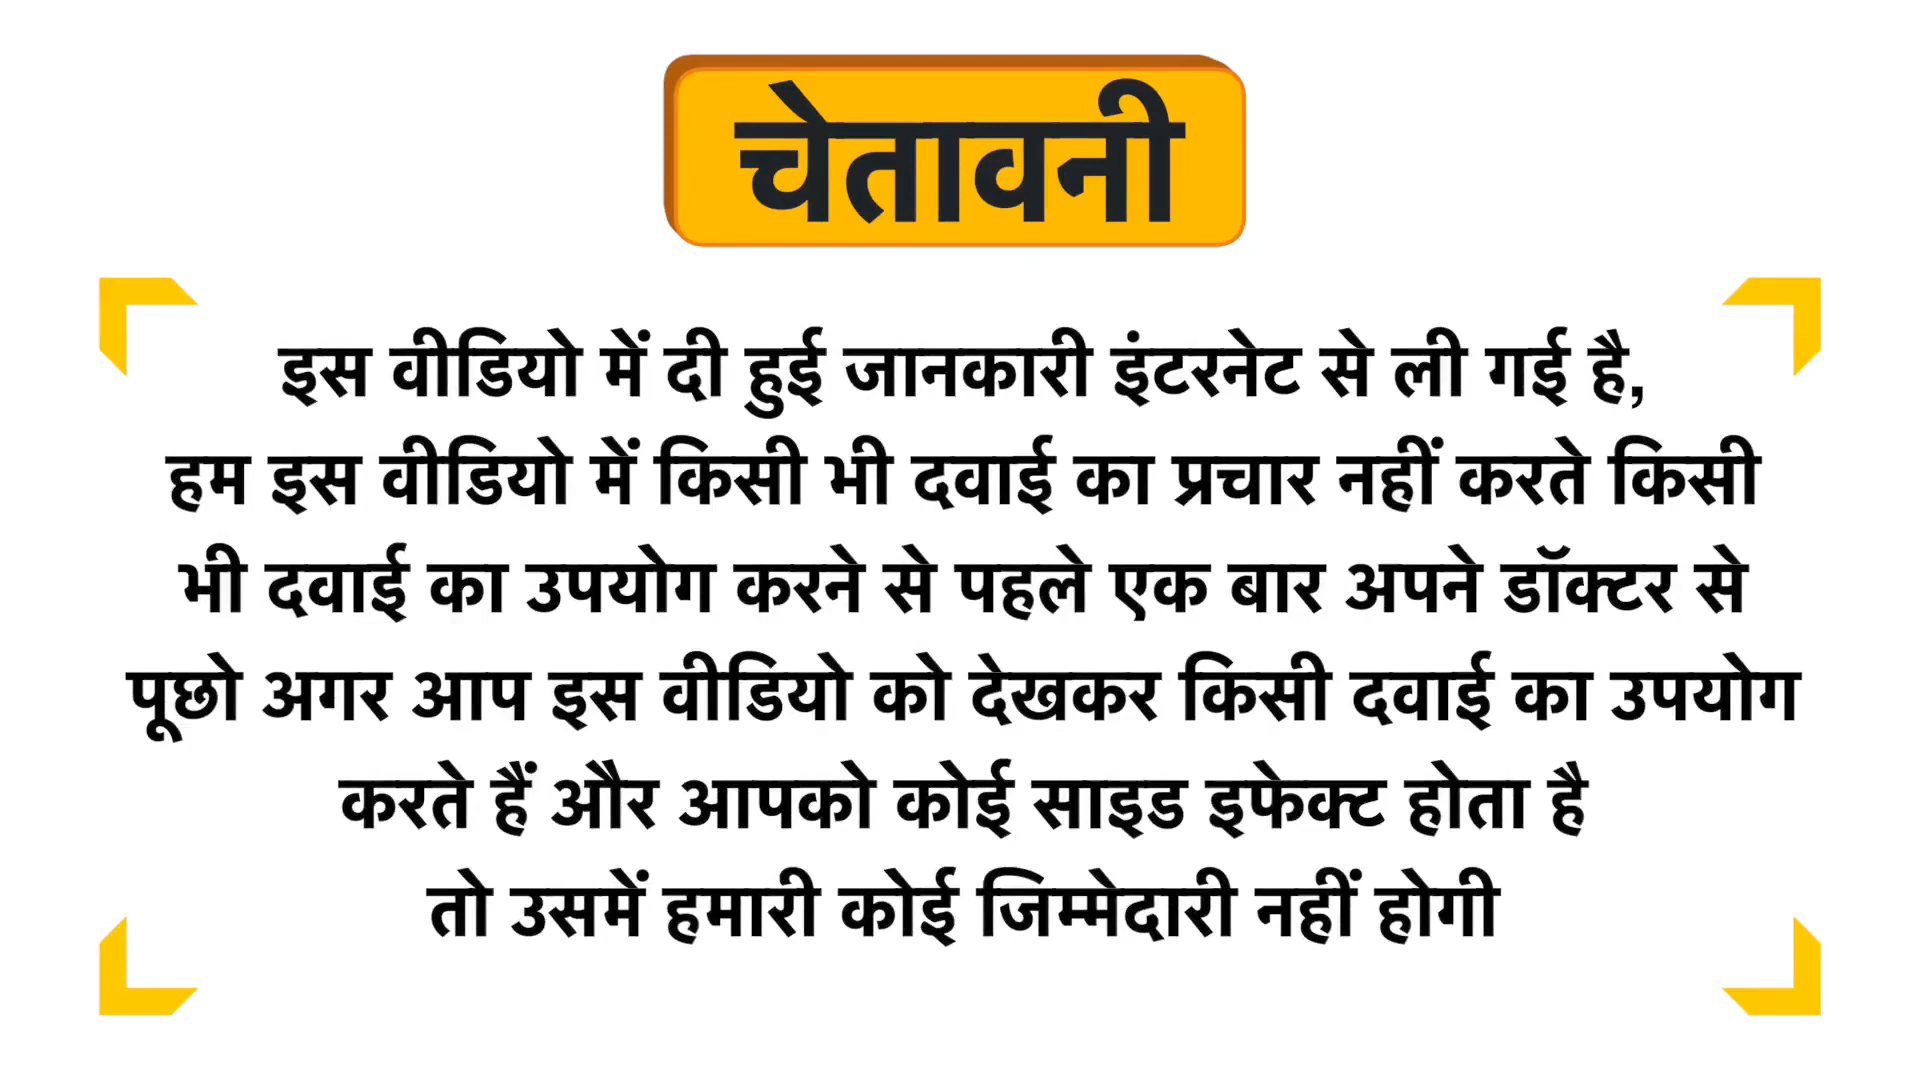 चेतावनी
इस वीडियो में दी हुई जानकारी इंटरनेट से ली गई है,
हम इस वीडियो में किसी भी दवाई का प्रचार नहीं करते किसी
भी दवाई का उपयोग करने से पहले एक बार अपने डॉक्टर से
पूछो अगर आप इस वीडियो को देखकर किसी दवाई का उपयोग
करते हैं और आपको कोई साइड इफेक्ट होता है
तो उसमें हमारी कोई जिम्मेदारी नहीं होगी